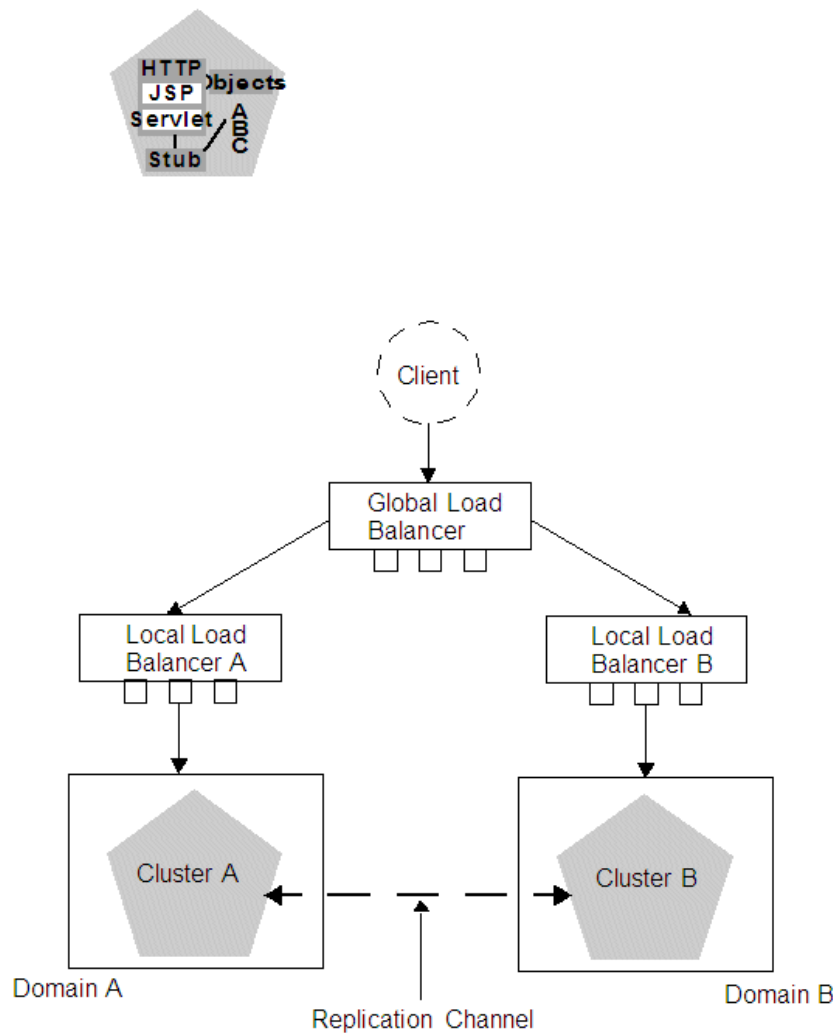 HTTP
Objects
JSP
Servlet
A
B
C
Stub
Client
Global Load
Balancer
Local Load
Balancer A
Local Load
Balancer B
Cluster A
Cluster B
Domain A
Domain B
Replication Channel